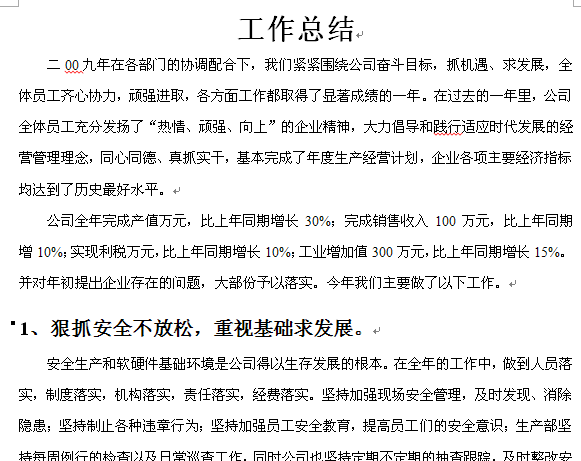 工作总结
二 00 九年在各部门的协调配合下，我们紧紧围绕公司奋斗目标，抓机遇、求发展，全
体员工齐心协力，顽强进取，各方面工作都取得了显著成绩的一年。在过去的一年里，公司
全体员工充分发扬了“热情、顽强、向上”的企业精神，大力倡导和践行适应时代发展的经
营管理理念，同心同德、真抓实干，基本完成了年度生产经营计划，企业各项主要经济指标
均达到了历史最好水平。
公司全年完成产值万元，比上年同期增长 30%；完成销售收入 100 万元，比上年同期
增 10%；实现利税万元，比上年同期增长 10%；工业增加值 300 万元，比上年同期增长 15%。
并对年初提出企业存在的问题，大部份予以落实。今年我们主要做了以下工作。
1、狠抓安全不放松，重视基础求发展。
安全生产和软硬件基础环境是公司得以生存发展的根本。在全年的工作中，做到人员落
实，制度落实，机构落实，责任落实，经费落实。坚持加强现场安全管理，及时发现、消除
隐患；坚持制止各种违章行为；坚持加强员工安全教育，提高员工们的安全意识；生产部坚
持每周例行的检查以及日常巡查工作，同时公司也坚持定期不定期的抽查跟踪，及时整改安